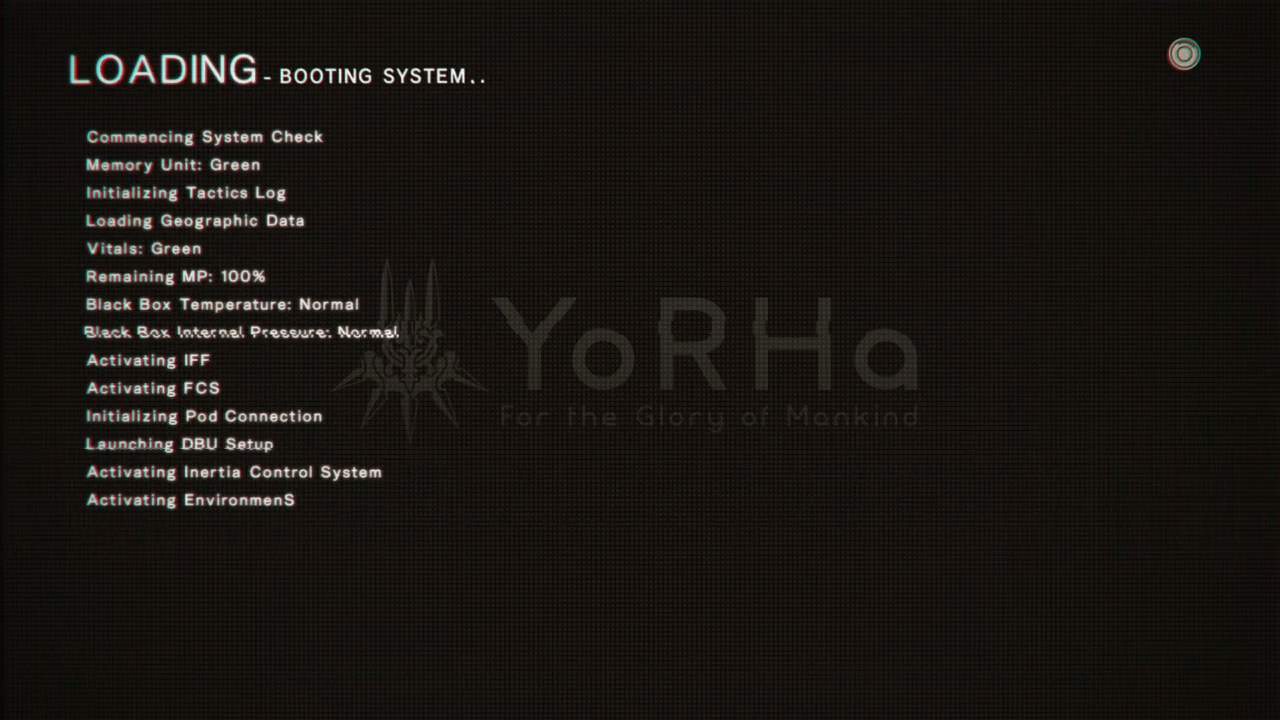 LOADING - BOOTING SYSTEM..
Commencing System Check
Memory Unit: Green
Initializing Tactics Log
Loading Geographic Data
Vitals: Green
Remaining MP: 100%
Black Box Temperature: Normal
Black Box Internal Pressure: Normal
Activating IFF
Activating FCS
Initializing Pod Connection
Launching DBU Setup
Activating Inertia Control System
Activating EnvironmenS
YoRHa
For the Glory of Mankind